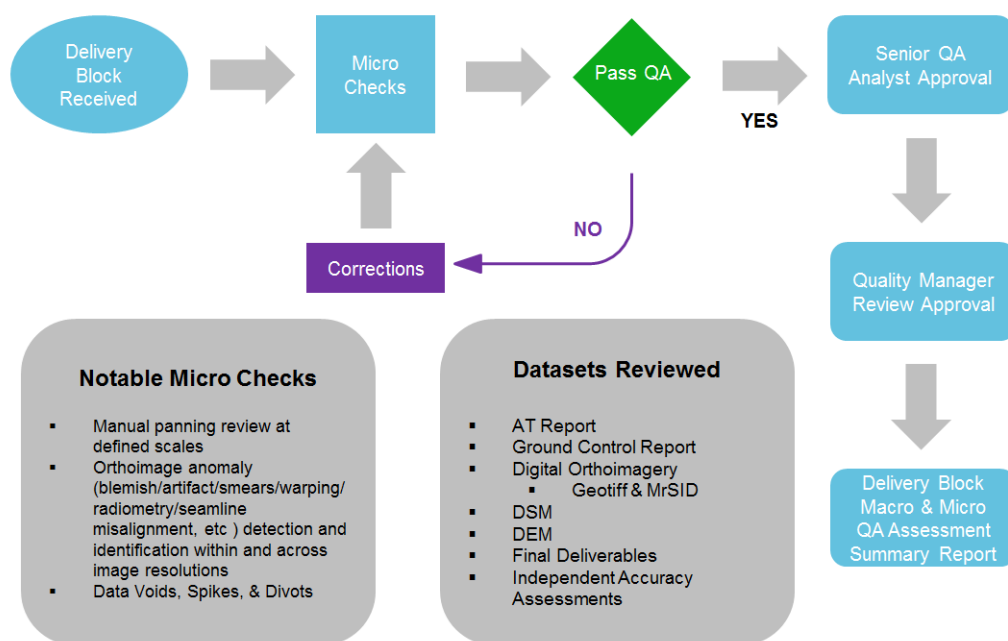 Delivery
Block
Received
Micro
Checks
Pass QA
YES
Senior QA
Analyst Approval
NO
Corrections
Quality Manager
Review Approval
Notable Micro Checks
▪ Manual panning review at
defined scales
▪ Orthoimage anomaly
(blemish/artifact/smears/warping/
radiometry/seamline
misalignment, etc ) detection and
identification within and across
image resolutions
▪ Data Voids, Spikes, & Divots
Datasets Reviewed
▪ AT Report
▪ Ground Control Report
▪ Digital Orthoimagery
▪ Geotiff & MrSID
▪ DSM
▪ DEM
▪ Final Deliverables
▪ Independent Accuracy
Assessments
Delivery Block
Macro & Micro
QA Assessment
Summary Report